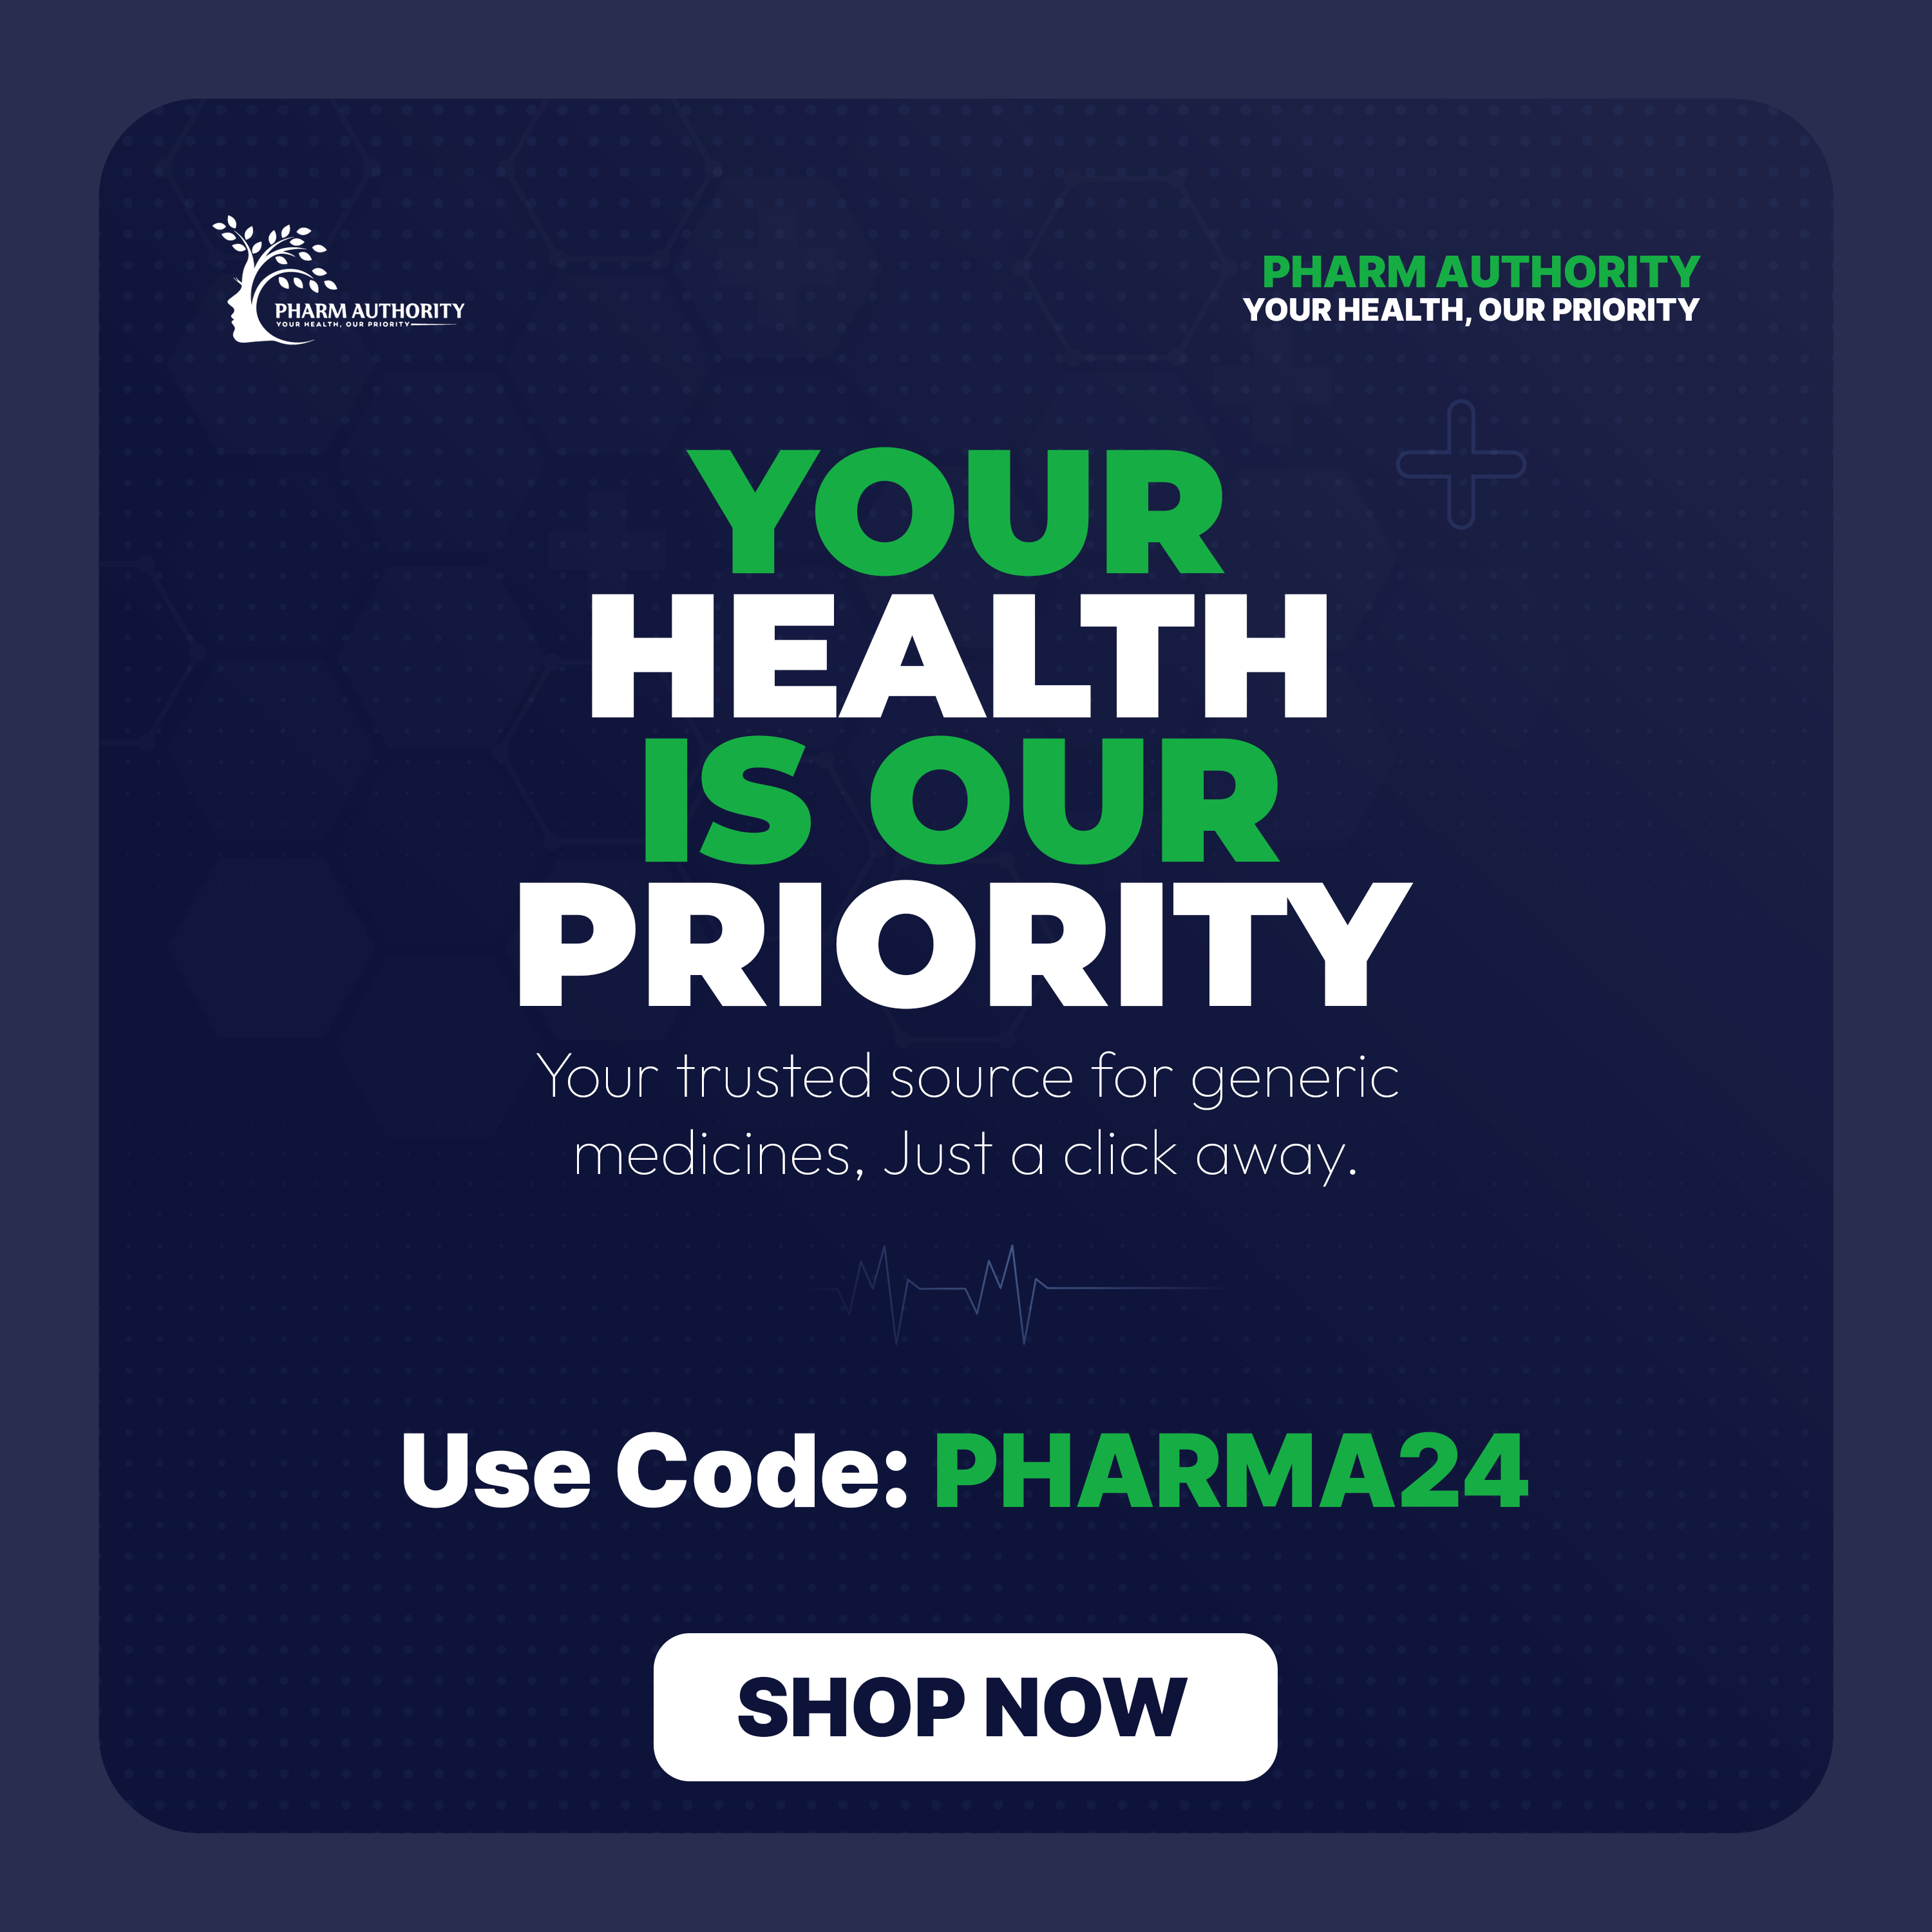 PHARM AUTHORITY
YOUR HEALTH, OUR PRIORITY
PHARM AUTHORITY
YOUR HEALTH, OUR PRIORITY
YOUR
HEALTH
IS OUR
PRIORITY
Your trusted source for generic
medicines, Just a click away.
Use Code: PHARMA24
SHOP NOW